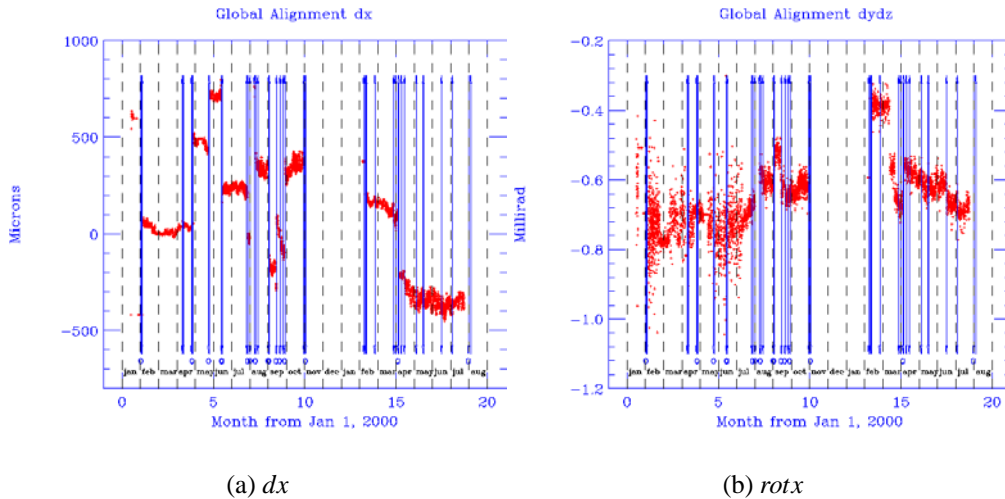 Global Alignment dx
1000
500
0
−500
Microns
jan feb mar apr may jun jul aug sep oct nov dec jan feb mar apr may jun jul aug
0 5 10 15 20
Month from Jan 1, 2000
(a) dx
Global Alignment dydz
−0.2
−0.4
−0.6
−0.8
−1.0
−1.2
Millirad
jan feb mar apr may jun jul aug sep oct nov dec jan feb mar apr may jun jul aug
0 5 10 15 20
Month from Jan 1, 2000
(b) rotx